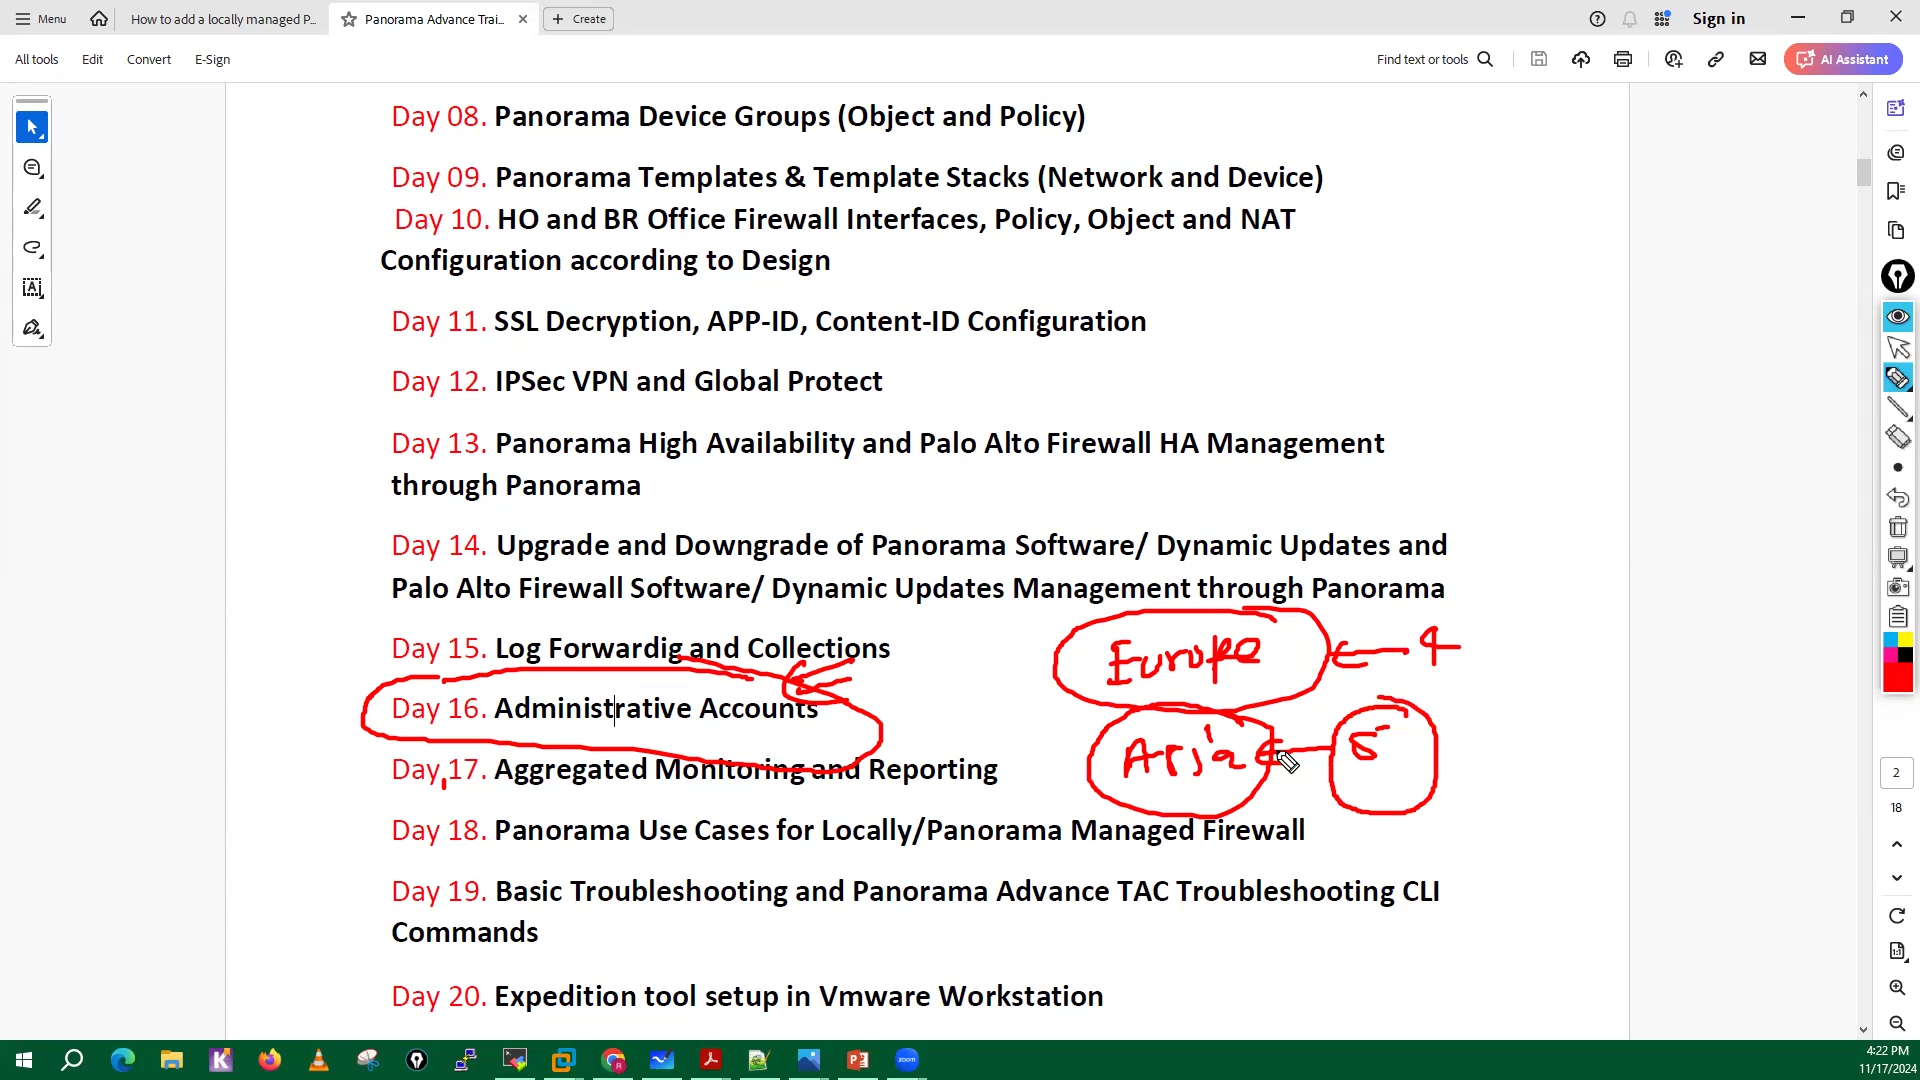 Menu
How to add a locally managed P...
Panorama Advance Trai...
Create
Sign in
All tools
Edit
Convert
E-Sign
Find text or tools
AI Assistant
Day 08. Panorama Device Groups (Object and Policy)
Day 09. Panorama Templates & Template Stacks (Network and Device)
Day 10. HO and BR Office Firewall Interfaces, Policy, Object and NAT
Configuration according to Design
Day 11. SSL Decryption, APP-ID, Content-ID Configuration
Day 12. IPSec VPN and Global Protect
Day 13. Panorama High Availability and Palo Alto Firewall HA Management
through Panorama
Day 14. Upgrade and Downgrade of Panorama Software/ Dynamic Updates and
Palo Alto Firewall Software/ Dynamic Updates Management through Panorama
Day 15. Log Forwardig and Collections
Europe 4
Day 16. Administrative Accounts
Asia 5
Day 17. Aggregated Monitoring and Reporting
Day 18. Panorama Use Cases for Locally/Panorama Managed Firewall
Day 19. Basic Troubleshooting and Panorama Advance TAC Troubleshooting CLI
Commands
Day 20. Expedition tool setup in Vmware Workstation
2
18
zoom
4:22 PM
11/17/2024